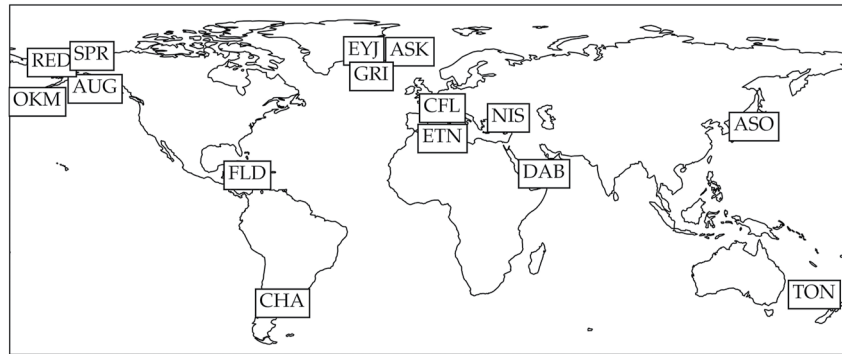 EYJ
ASK
SPR
RED
GRI
AUG
OKM
CFL
NIS
ASO
ETN
FLD
DAB
CHA
TON